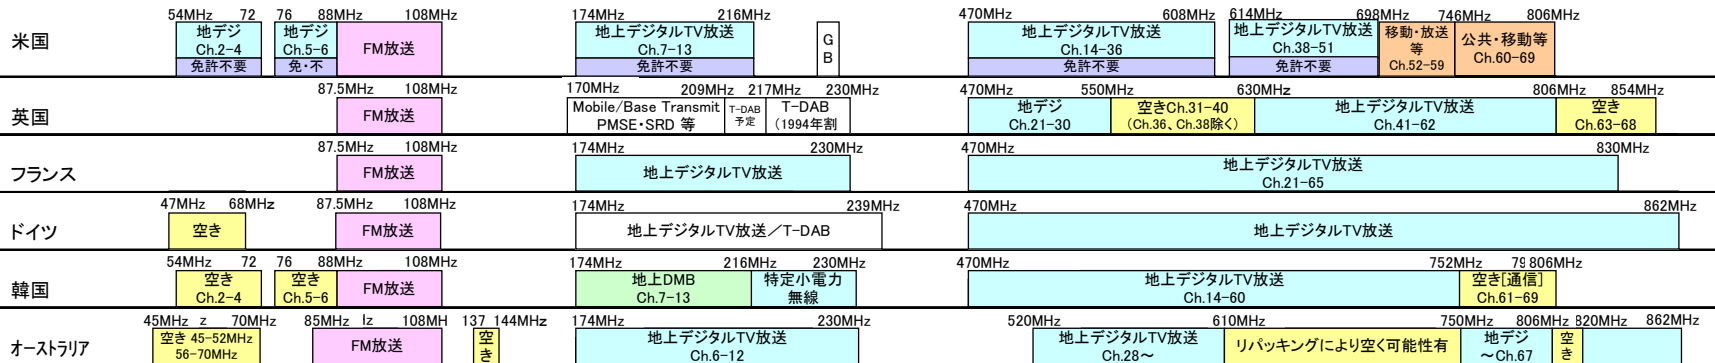 54MHz 72 76 88MHz 108MHz 174MHz 216MHz 470MHz 608MHz 614MHz 698MHz 746MHz 806MHz
米国
地デジ
Ch.2-4
免許不要
地デジ
Ch.5-6
免・不
FM放送
地上デジタルTV放送
Ch.7-13
免許不要
G
B
地上デジタルTV放送
Ch.14-36
免許不要
地上デジタルTV放送
Ch.38-51
免許不要
移動・放送
等
Ch.52-59
公共・移動等
Ch.60-69
87.5MHz 108MHz 170MHz 209MHz 217MHz 230MHz 470MHz 550MHz 630MHz 806MHz 854MHz
英国
FM放送
Mobile/Base Transmit
PMSE・SRD 等
T-DAB
予定
T-DAB
(1994年割
地デジ
Ch.21-30
空きCh.31-40
(Ch.36、Ch.38除く)
地上デジタルTV放送
Ch.41-62
空き
Ch.63-68
87.5MHz 108MHz 174MHz 230MHz 470MHz 830MHz
フランス
FM放送
地上デジタルTV放送
地上デジタルTV放送
Ch.21-65
47MHz 68MHz 87.5MHz 108MHz 174MHz 239MHz 470MHz 862MHz
ドイツ
空き
FM放送
地上デジタルTV放送／T-DAB
地上デジタルTV放送
54MHz 72 76 88MHz 108MHz 174MHz 216MHz 230MHz 470MHz 752MHz 79 806MHz
韓国
空き
Ch.2-4
空き
Ch.5-6
FM放送
地上DMB
Ch.7-13
特定小電力
無線
地上デジタルTV放送
Ch.14-60
空き[通信]
Ch.61-69
45MHz z 70MHz 85MHz lz 108MH 137 144MHz 174MHz 230MHz 520MHz 610MHz 750MHz 806MHz 820MHz 862MHz
オーストラリア
空き 45-52MHz
56-70MHz
FM放送
空
き
地上デジタルTV放送
Ch.6-12
地上デジタルTV放送
Ch.28～
リパッキングにより空く可能性有
地デジ
～Ch.67
空
き